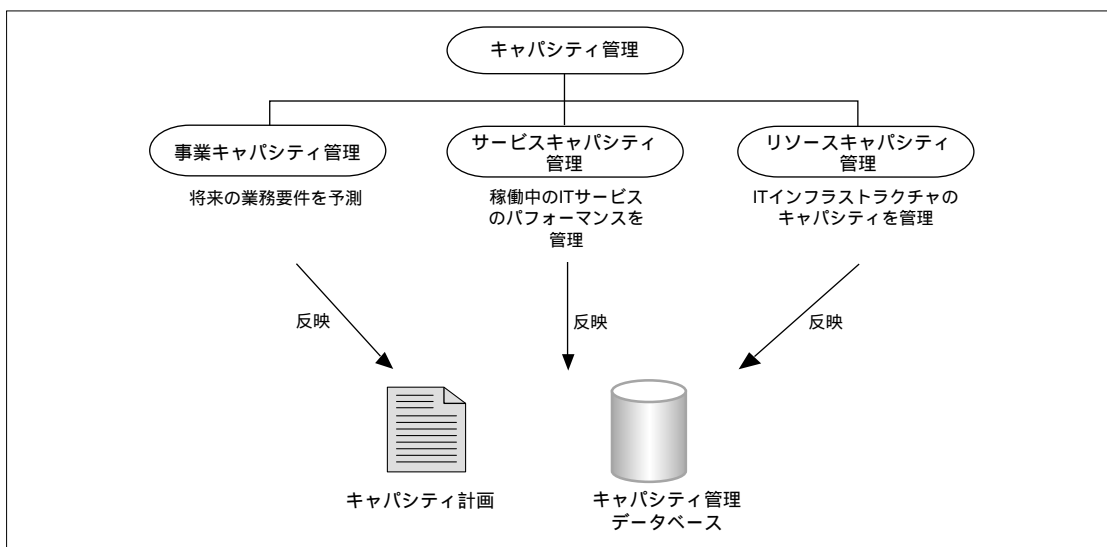 キャパシティ管理
事業キャパシティ管理
サービスキャパシティ
管理
リソースキャパシティ
管理
将来の業務要件を予測
稼働中のITサービス
のパフォーマンスを
管理
ITインフラストラクチャの
キャパシティを管理
反映
反映
反映
キャパシティ計画
キャパシティ管理
データベース